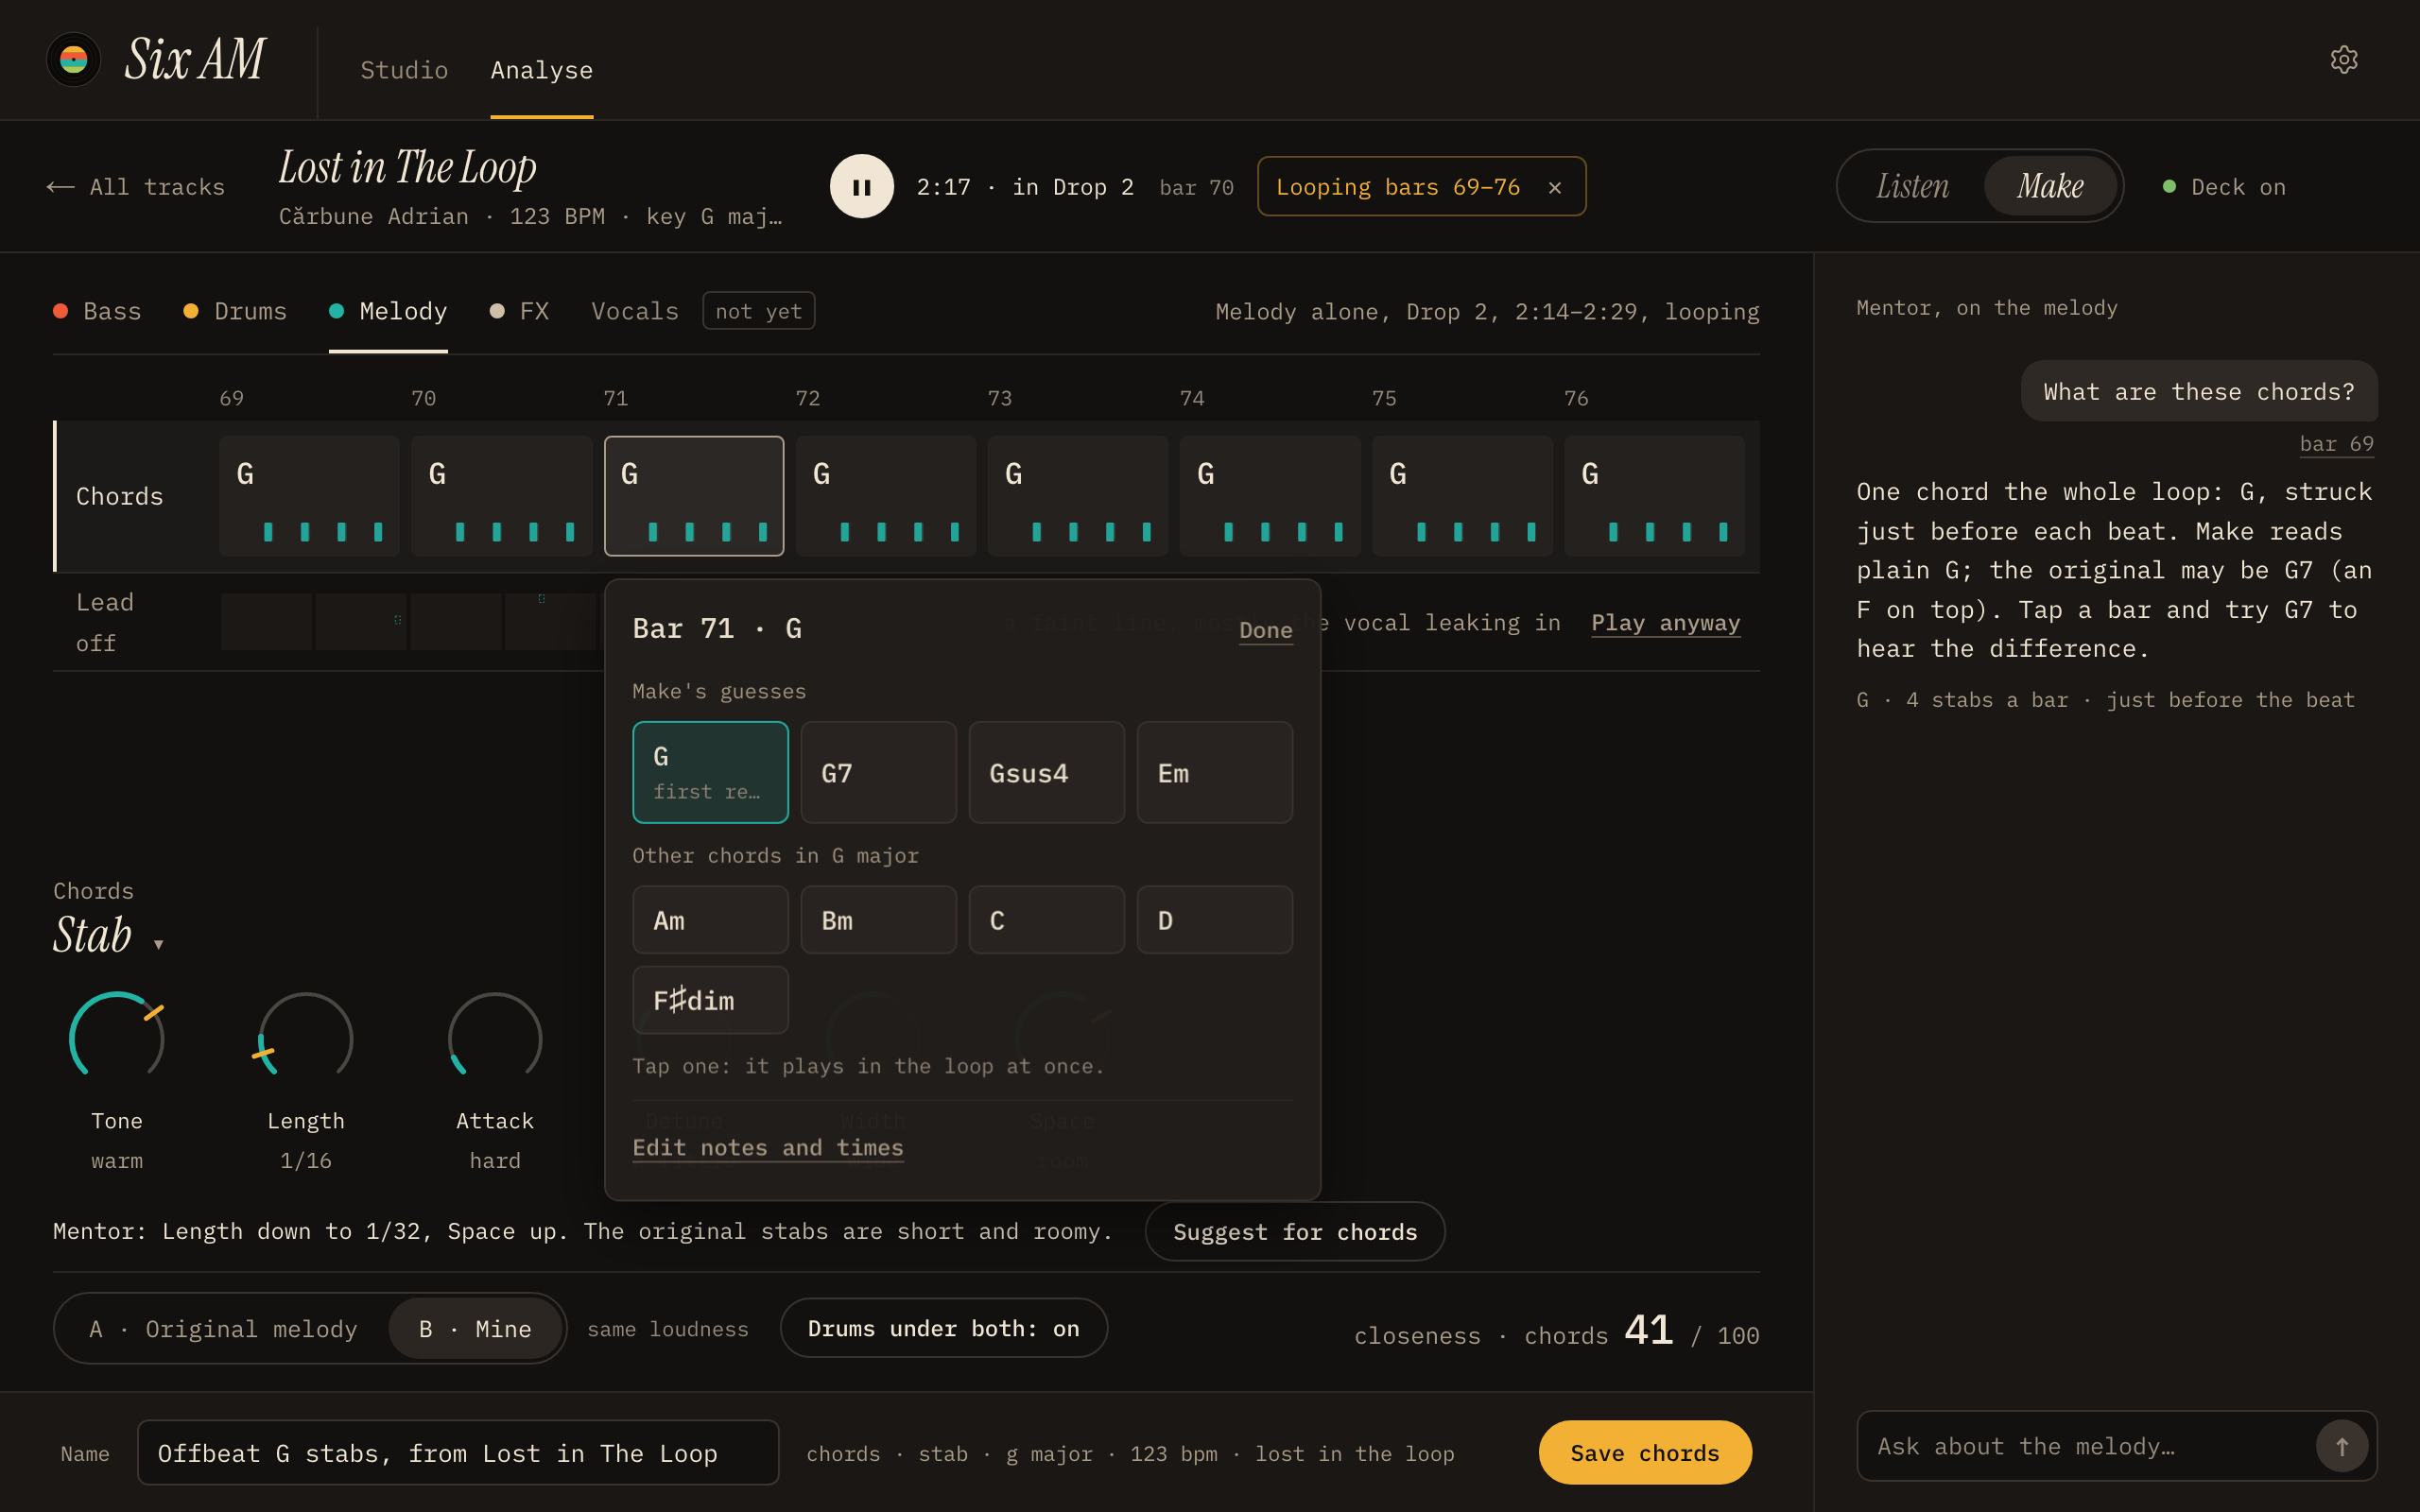 Six AM
Studio
Analyse
← All tracks
Lost in The Loop
Cărbune Adrian · 123 BPM · key G maj…
2:17 · in Drop 2
bar 70
Looping bars 69–76 ×
Listen
Make
Deck on
Bass
Drums
Melody
FX
Vocals
not yet
Melody alone, Drop 2, 2:14–2:29, looping
69 70 71 72 73 74 75 76
Chords
G G G G G G G G
Lead
off
a faint line, mos
e vocal leaking in
Play anyway
Bar 71 · G
Done
Make's guesses
G
first re…
G7
Gsus4
Em
Other chords in G major
Am
Bm
C
D
F♯dim
Tap one: it plays in the loop at once.
Edit notes and times
Chords
Stab ▾
Tone
warm
Length
1/16
Attack
hard
Detune
Width
Space
room
Mentor: Length down to 1/32, Space up. The original stabs are short and roomy.
Suggest for chords
A · Original melody
B · Mine
same loudness
Drums under both: on
closeness · chords 41 / 100
Name
Offbeat G stabs, from Lost in The Loop
chords · stab · g major · 123 bpm · lost in the loop
Save chords
Mentor, on the melody
What are these chords?
bar 69
One chord the whole loop: G, struck
just before each beat. Make reads
plain G; the original may be G7 (an
F on top). Tap a bar and try G7 to
hear the difference.
G · 4 stabs a bar · just before the beat
Ask about the melody…
↑